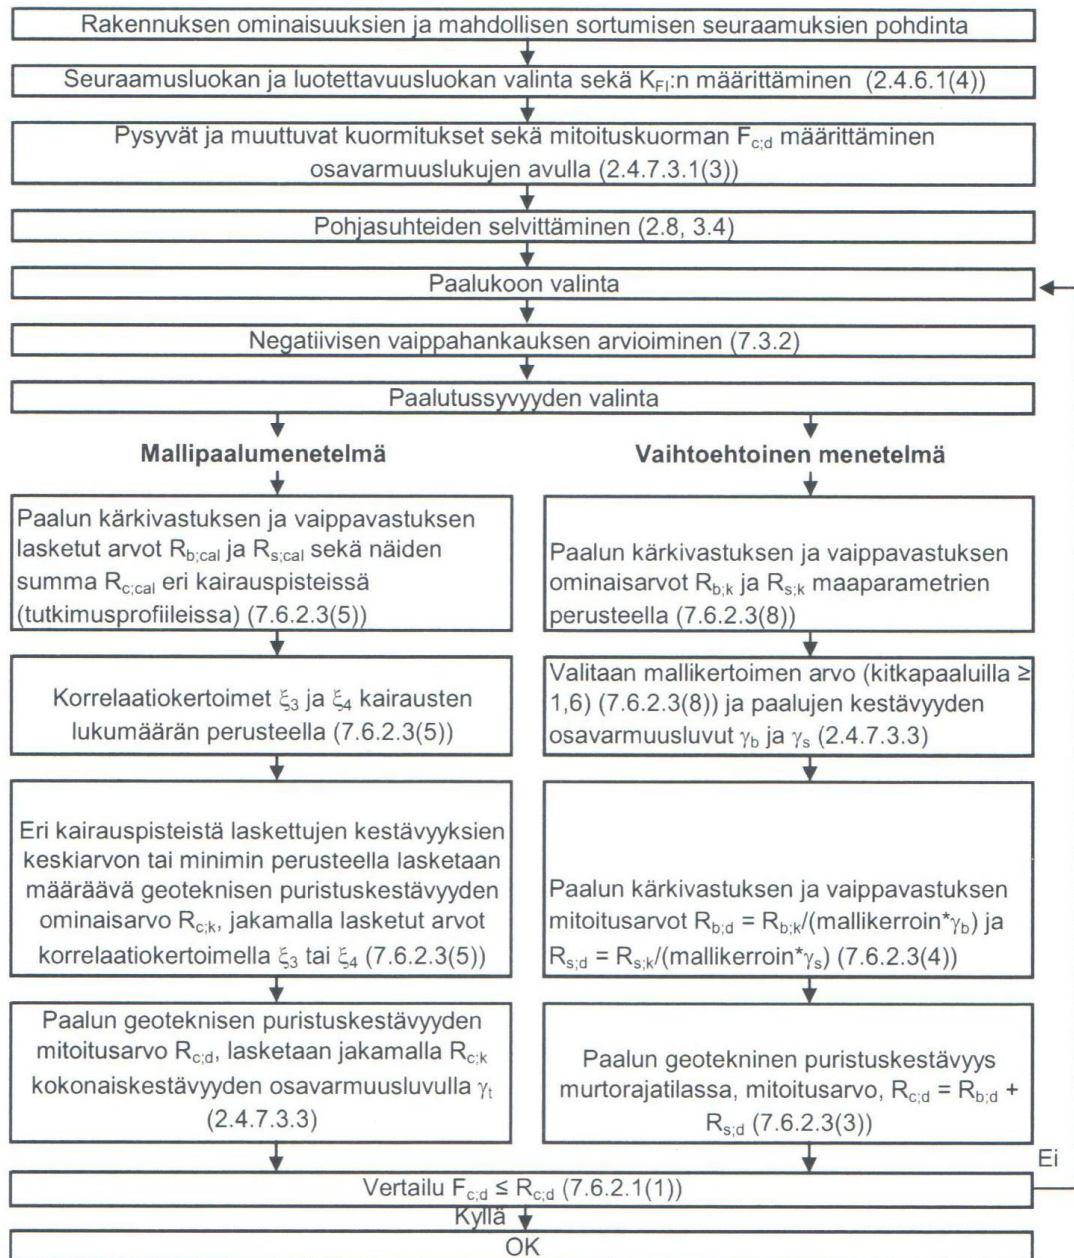 Rakennuksen ominaisuuksien ja mahdollisen sortumisen seuraamuksien pohdinta
Seuraamusluokan ja luotettavuusluokan valinta sekä K_FI:n määrittäminen (2.4.6.1(4))
Pysyvät ja muuttuvat kuormitukset sekä mitoituskuorman F_c;d määrittäminen
osavarmuuslukujen avulla (2.4.7.3.1(3))
Pohjasuhteiden selvittäminen (2.8, 3.4)
Paalukoon valinta
Negatiivisen vaippahankauksen arvioiminen (7.3.2)
Paalutussyvyyden valinta
Mallipaalumenetelmä
Paalun kärkivastuksen ja vaippavastuksen
lasketut arvot R_b;cal ja R_s;cal sekä näiden
summa R_c;cal eri kairauspisteissä
(tutkimusprofiileissa) (7.6.2.3(5))
Korrelaatiokertoimet ξ_3 ja ξ_4 kairausten
lukumäärän perusteella (7.6.2.3(5))
Eri kairauspisteistä laskettujen kestävyyksien
keskiarvon tai minimin perusteella lasketaan
määräävä geoteknisen puristuskestävyyden
ominaisarvo R_c;k, jakamalla lasketut arvot
korrelaatiokertoimella ξ_3 tai ξ_4 (7.6.2.3(5))
Paalun geoteknisen puristuskestävyyden
mitoitusarvo R_c;d, lasketaan jakamalla R_c;k
kokonaiskestävyyden osavarmuusluvulla γ_t
(2.4.7.3.3)
Vaihtoehtoinen menetelmä
Paalun kärkivastuksen ja vaippavastuksen
ominaisarvot R_b;k ja R_s;k maaparametrien
perusteella (7.6.2.3(8))
Valitaan mallikertoimen arvo (kitkapaaluilla ≥
1,6) (7.6.2.3(8)) ja paalujen kestävyyden
osavarmuusluvut γ_b ja γ_s (2.4.7.3.3)
Paalun kärkivastuksen ja vaippavastuksen
mitoitusarvot R_b;d = R_b;k/(mallikerroin*γ_b) ja
R_s;d = R_s;k/(mallikerroin*γ_s) (7.6.2.3(4))
Paalun geotekninen puristuskestävyys
murtorajatilassa, mitoitusarvo, R_c;d = R_b;d +
R_s;d (7.6.2.3(3))
Ei
Vertailu F_c;d ≤ R_c;d (7.6.2.1(1))
Kyllä
OK